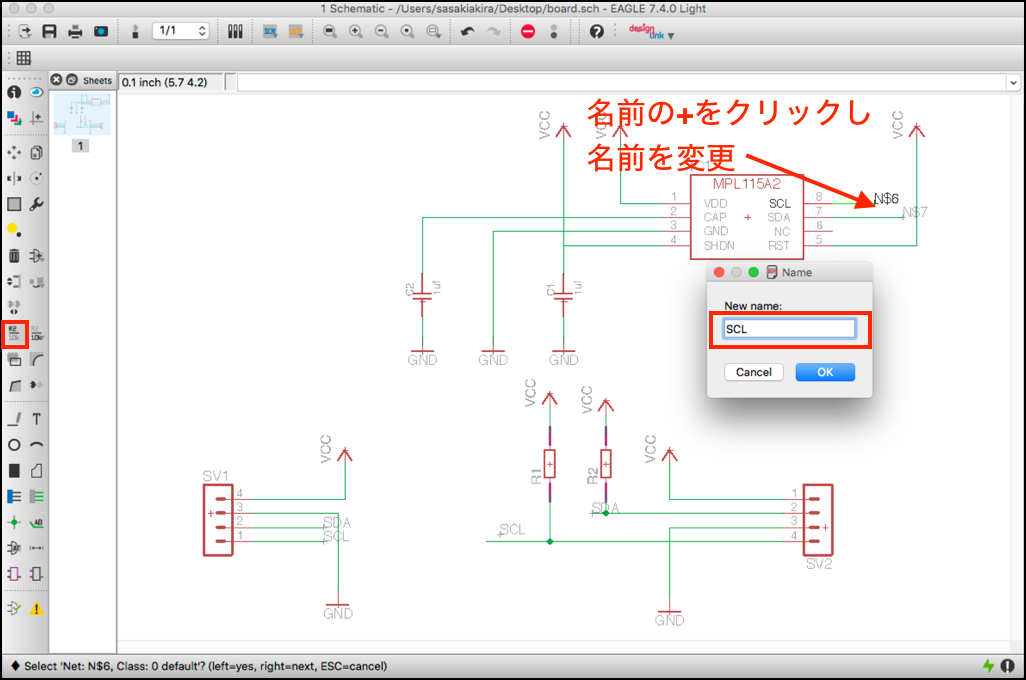 1 Schematic - /Users/sasakiakira/Desktop/board.sch - EAGLE 7.4.0 Light
1/1
SCR
ULP
design link
Sheets
0.1 inch (5.7 4.2)
1
名前の+をクリックし
名前を変更
VCC
VCC
MPL115A2
1 VDD SCL 8
2 CAP + SDA 7
3 GND NC 6
4 SHDN RST 5
N$6
N$7
C2
1uf
C1
1uf
GND
GND
GND
Name
New name:
SCL
Cancel
OK
VCC
VCC
VCC
VCC
R1
R2
SV1
4
3
2
1
SDA
SCL
GND
SCL
SDA
1
2
3
4
SV2
GND
Select 'Net: N$6, Class: 0 default'? (left=yes, right=next, ESC=cancel)